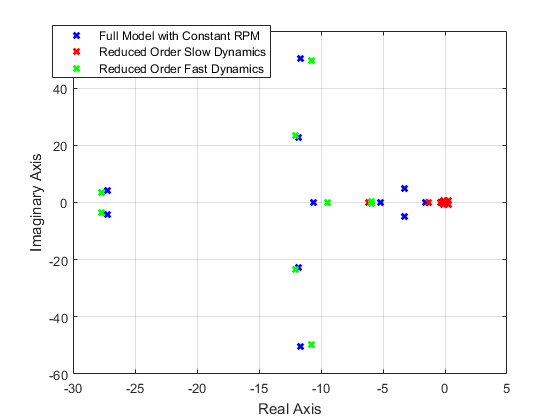 Full Model with Constant RPM
Reduced Order Slow Dynamics
Reduced Order Fast Dynamics
40
20
0
-20
-40
-60
Imaginary Axis
-30
-25
-20
-15
-10
-5
0
5
Real Axis